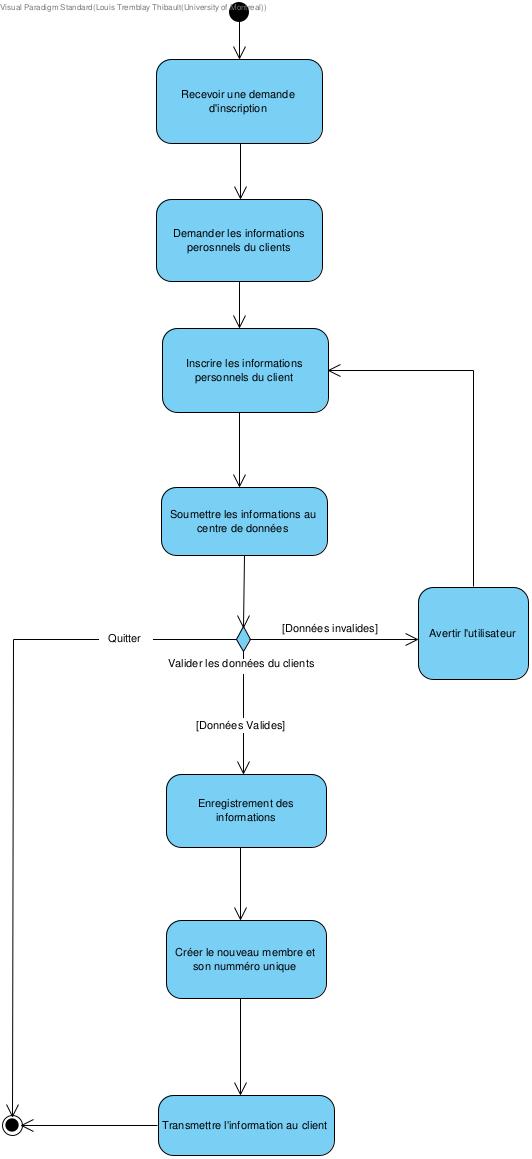 Visual Paradigm Standard(Louis Tremblay Thibault(University of Montreal))
Recevoir une demande
d'inscription
Demander les informations
perosnnels du clients
Inscrire les informations
personnels du client
Soumettre les informations au
centre de données
[Données invalides]
Avertir l'utilisateur
Quitter
Valider les données du clients
[Données Valides]
Enregistrement des
informations
Créer le nouveau membre et
son numméro unique
Transmettre l'information au client